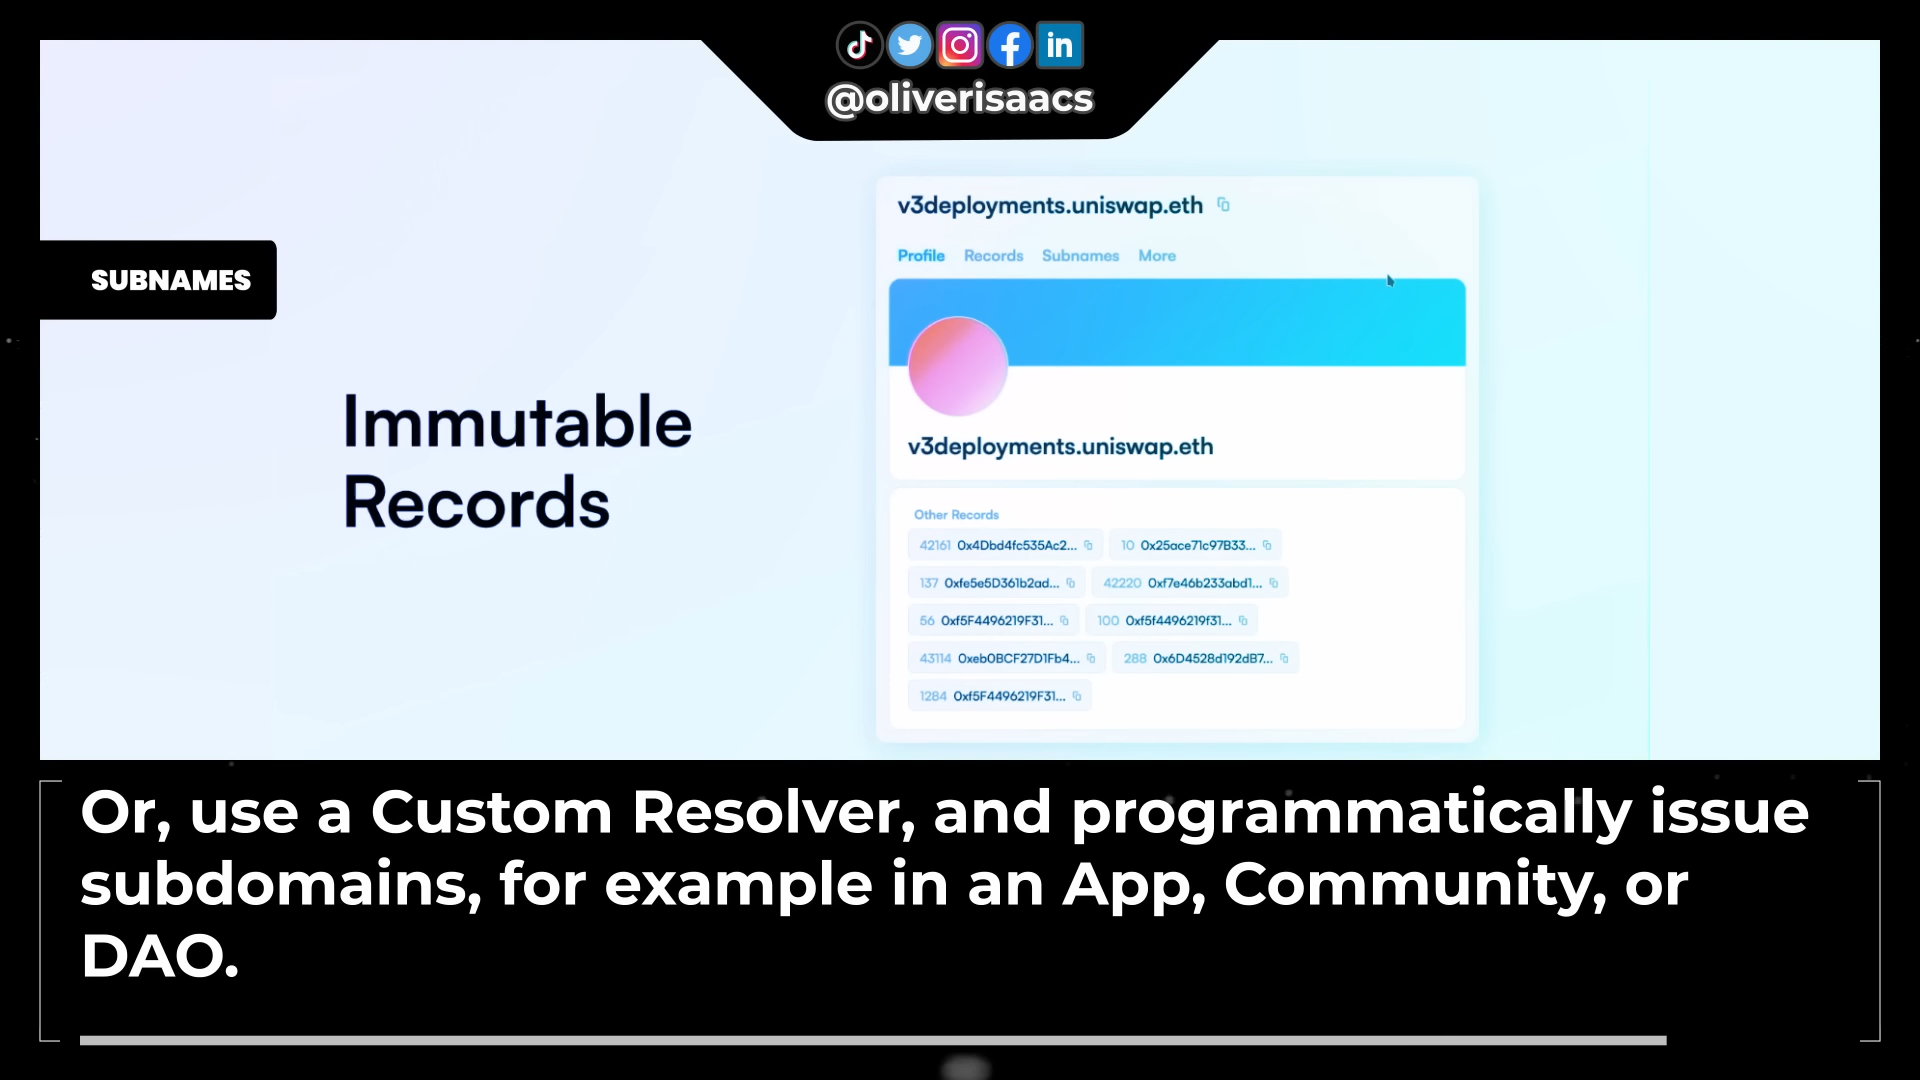 @oliverisaacs
v3deployments.uniswap.eth
Profile Records Subnames More
SUBNAMES
Immutable
Records
v3deployments.uniswap.eth
Other Records
42161 0x4Dbd4fc535Ac2... 10 0x25ace71c97B33...
137 0xfe5e5D361b2ad... 42220 0xf7e46b233abd1...
56 0xf5F4496219F31... 100 0xf5f4496219f31...
43114 0xeb0BCF27D1Fb4... 288 0x6D4528d192dB7...
1284 0xf5F4496219F31...
Or, use a Custom Resolver, and programmatically issue
subdomains, for example in an App, Community, or
DAO.